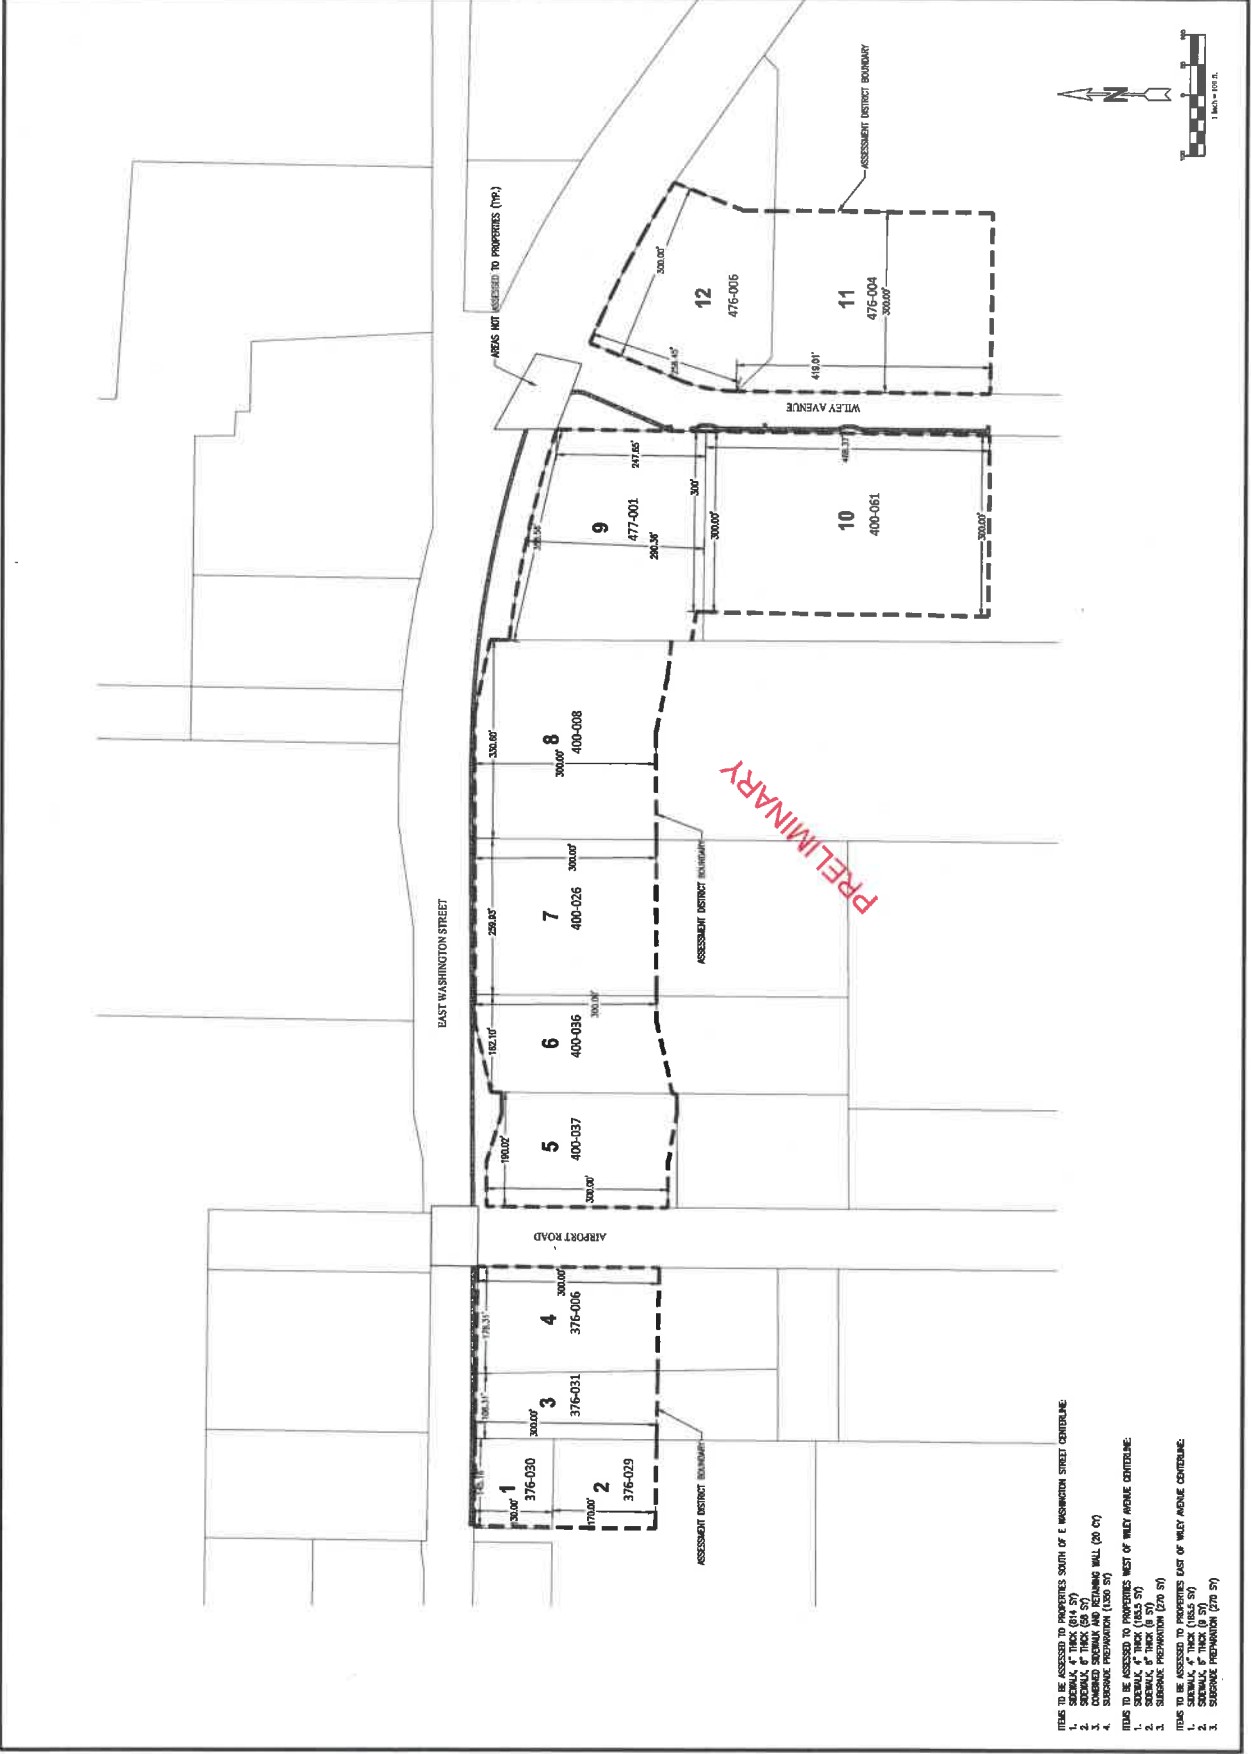 EAST WASHINGTON STREET
AIRPORT ROAD
WILEY AVENUE
AREAS NOT ASSESSED TO PROPERTIES (TYP.)
ASSESSMENT DISTRICT BOUNDARY
ASSESSMENT DISTRICT BOUNDARY
ASSESSMENT DISTRICT BOUNDARY
PRELIMINARY
1
376-030
130.00'
2
376-029
170.00'
3
376-031
300.00'
4
376-006
300.00'
5
400-037
190.02'
300.00'
6
400-036
182.10'
300.00'
7
400-026
259.93'
300.00'
8
400-008
330.60'
300.00'
9
477-001
247.65'
290.36'
300'
10
400-061
300.00'
300.00'
11
476-004
300.00'
419.01'
12
476-006
300.00'
N
ITEMS TO BE ASSESSED TO PROPERTIES SOUTH OF E WASHINGTON STREET CENTERLINE:
1. SIDEWALK, 4" THICK (814 SY)
2. SIDEWALK, 6" THICK (58 SY)
3. COMBINED SIDEWALK AND RETAINING WALL (20 CY)
4. SUBGRADE PREPARATION (1350 SY)
ITEMS TO BE ASSESSED TO PROPERTIES WEST OF WILEY AVENUE CENTERLINE:
1. SIDEWALK, 4" THICK (185.5 SY)
2. SIDEWALK, 6" THICK (9 SY)
3. SUBGRADE PREPARATION (270 SY)
ITEMS TO BE ASSESSED TO PROPERTIES EAST OF WILEY AVENUE CENTERLINE:
1. SIDEWALK, 4" THICK (185.5 SY)
2. SIDEWALK, 6" THICK (9 SY)
3. SUBGRADE PREPARATION (270 SY)